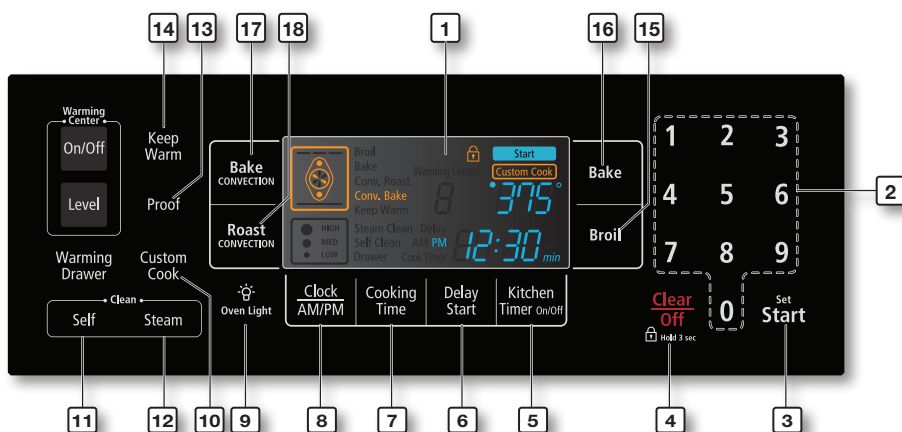 14 13 17 18 1 16 15
Warming
Center
On/Off
Level
Keep
Warm
Proof
Warming
Drawer
Custom
Cook
Clean
Self Steam
Bake
CONVECTION
Roast
CONVECTION
Oven Light
Broil
Bake
Conv. Roast
Conv. Bake
Keep Warm
Warming Center
8
Start
Custom Cook
375°
HIGH
MED
LOW
Steam Clean Delay
Self Clean AM PM
Drawer Cook Timer
12:30 min
Clock
AM/PM
Cooking
Time
Delay
Start
Kitchen
Timer On/Off
Bake
Broil
1 2 3
4 5 6
7 8 9
0
Clear
Off
Hold 3 sec
Set
Start
2
11 12 10 9 8 7 6 5 4 3